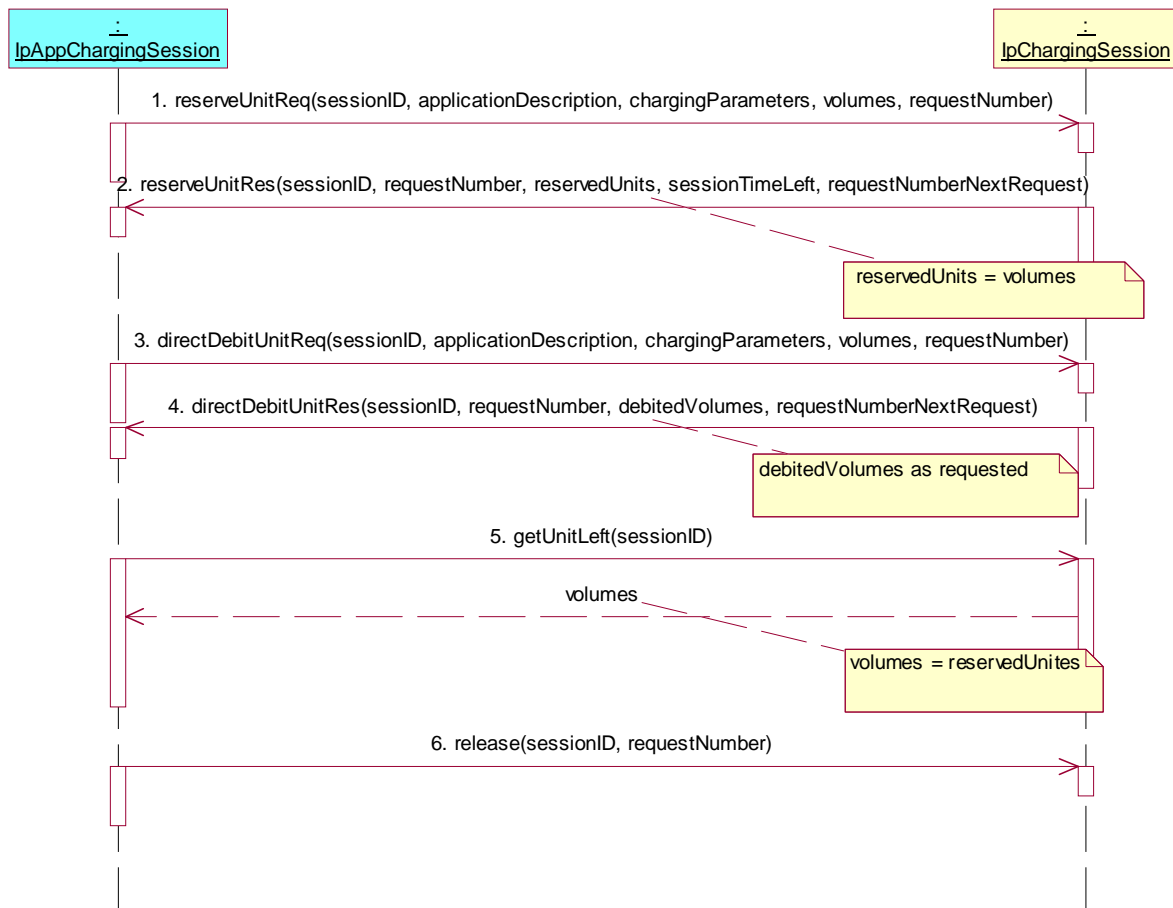 :
IpAppChargingSession
:
IpChargingSession
1. reserveUnitReq(sessionID, applicationDescription, chargingParameters, volumes, requestNumber)
2. reserveUnitRes(sessionID, requestNumber, reservedUnits, sessionTimeLeft, requestNumberNextRequest)
reservedUnits = volumes
3. directDebitUnitReq(sessionID, applicationDescription, chargingParameters, volumes, requestNumber)
4. directDebitUnitRes(sessionID, requestNumber, debitedVolumes, requestNumberNextRequest)
debitedVolumes as requested
5. getUnitLeft(sessionID)
volumes
volumes = reservedUnites
6. release(sessionID, requestNumber)